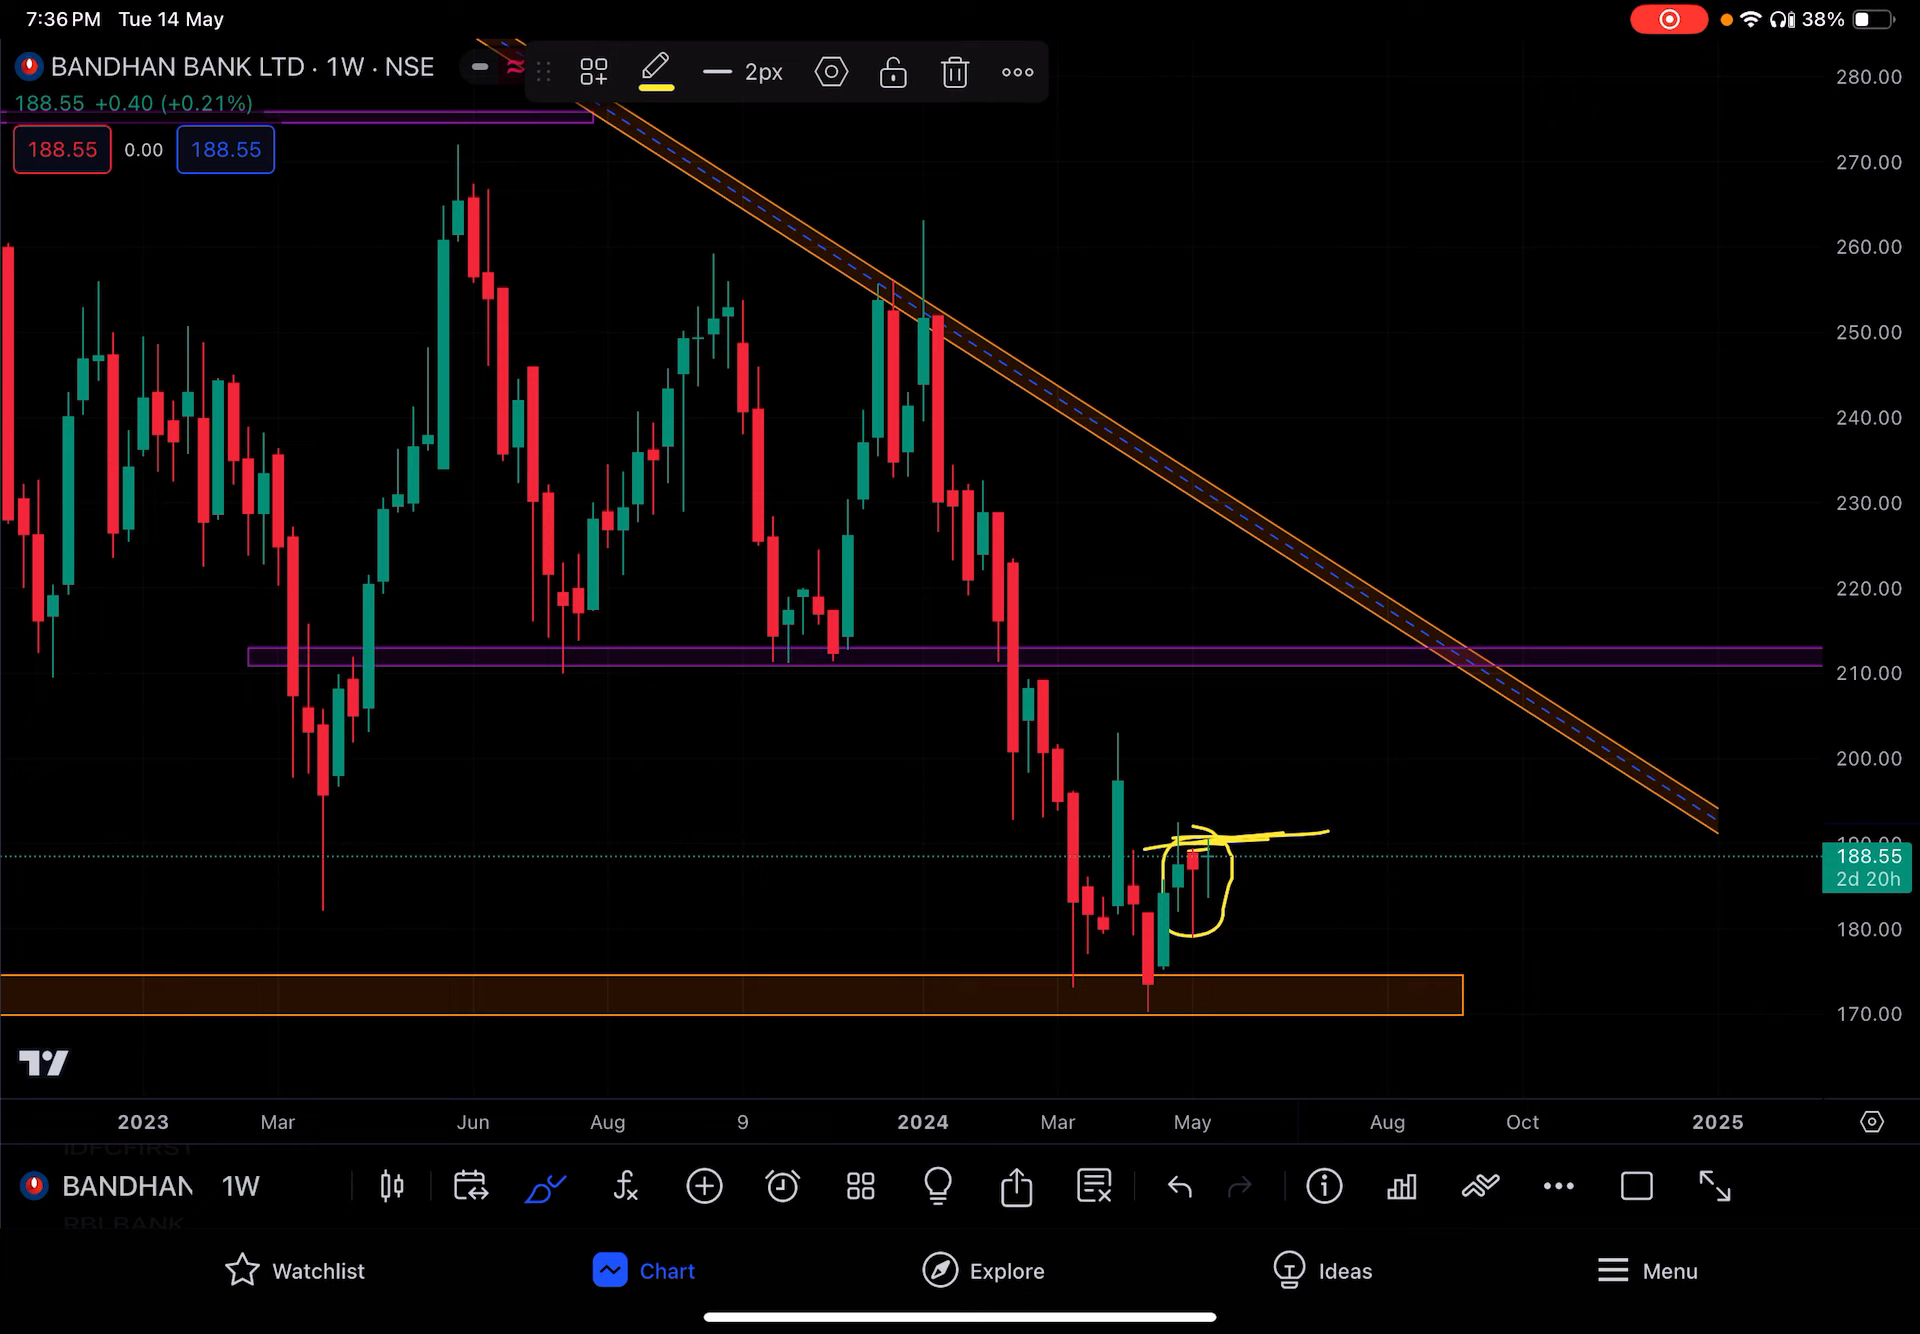 7:36 PM Tue 14 May
38%
BANDHAN BANK LTD · 1W · NSE
2px
188.55 +0.40 (+0.21%)
188.55 0.00 188.55
280.00
270.00
260.00
250.00
240.00
230.00
220.00
210.00
200.00
190.00
188.55
2d 20h
180.00
170.00
2023 Mar Jun Aug 9 2024 Mar May Aug Oct 2025
IDFCFIRST
BANDHAN 1W
RBLBANK
Watchlist Chart Explore Ideas Menu